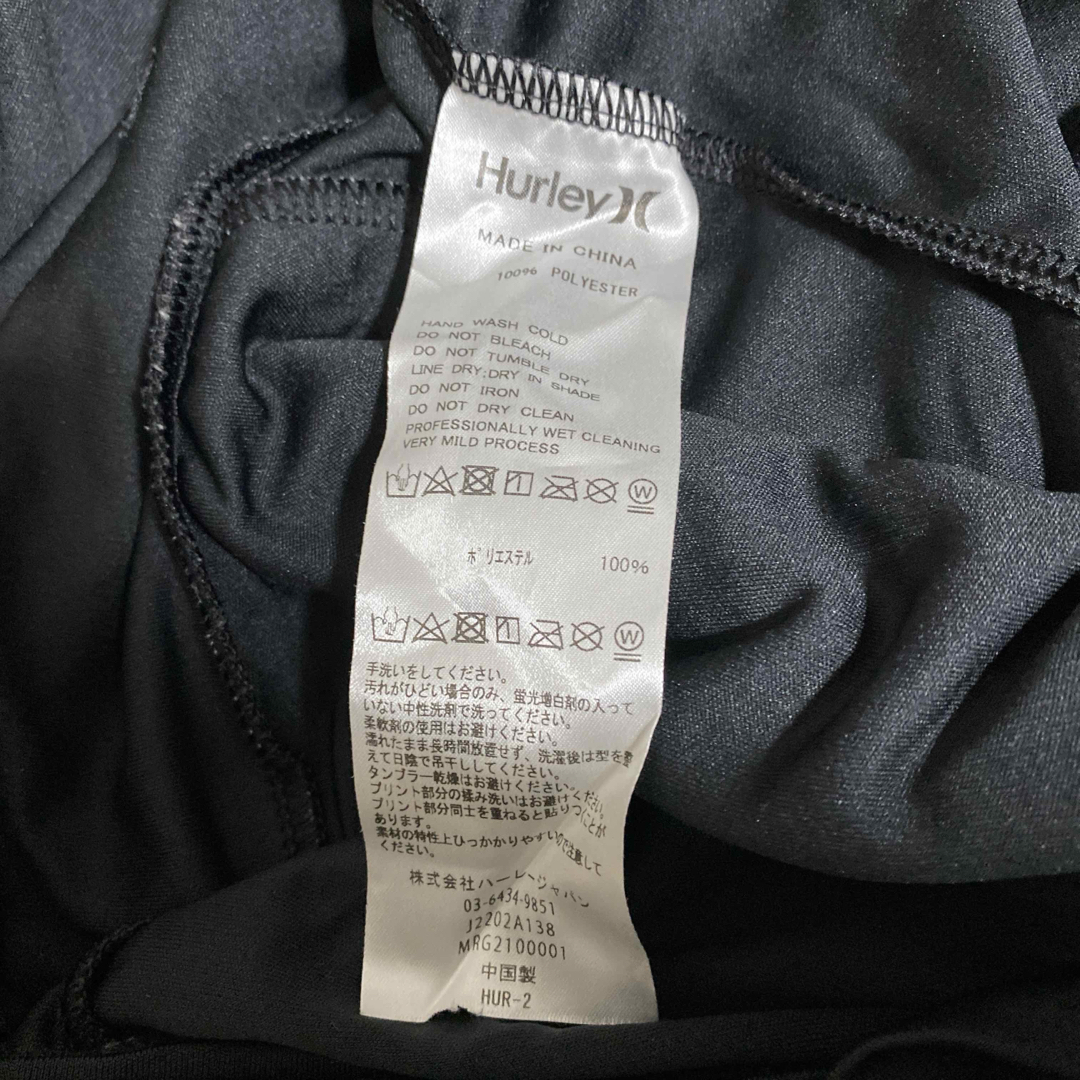 Hurley
MADE IN CHINA
100% POLYESTER
HAND WASH COLD
DO NOT BLEACH
DO NOT TUMBLE DRY
LINE DRY;DRY IN SHADE
DO NOT IRON
DO NOT DRY CLEAN
PROFESSIONALLY WET CLEANING
VERY MILD PROCESS
W
ポリエステル 100%
W
手洗いをしてください。
汚れがひどい場合のみ、蛍光増白剤の入って
いない中性洗剤で洗ってください。
柔軟剤の使用はお避けください。
濡れたまま長時間放置せず、洗濯後は型を整
えて日陰で吊干ししてください。
タンブラー乾燥はお避けください。
プリント部分の揉み洗いはお避けください。
プリント部分同士を重ねると貼りつくことが
あります。
素材の特性上ひっかかりやすいので注意して
ください。
株式会社ハーレージャパン
03-6434-9851
J2202A138
MRG2100001
中国製
HUR-2